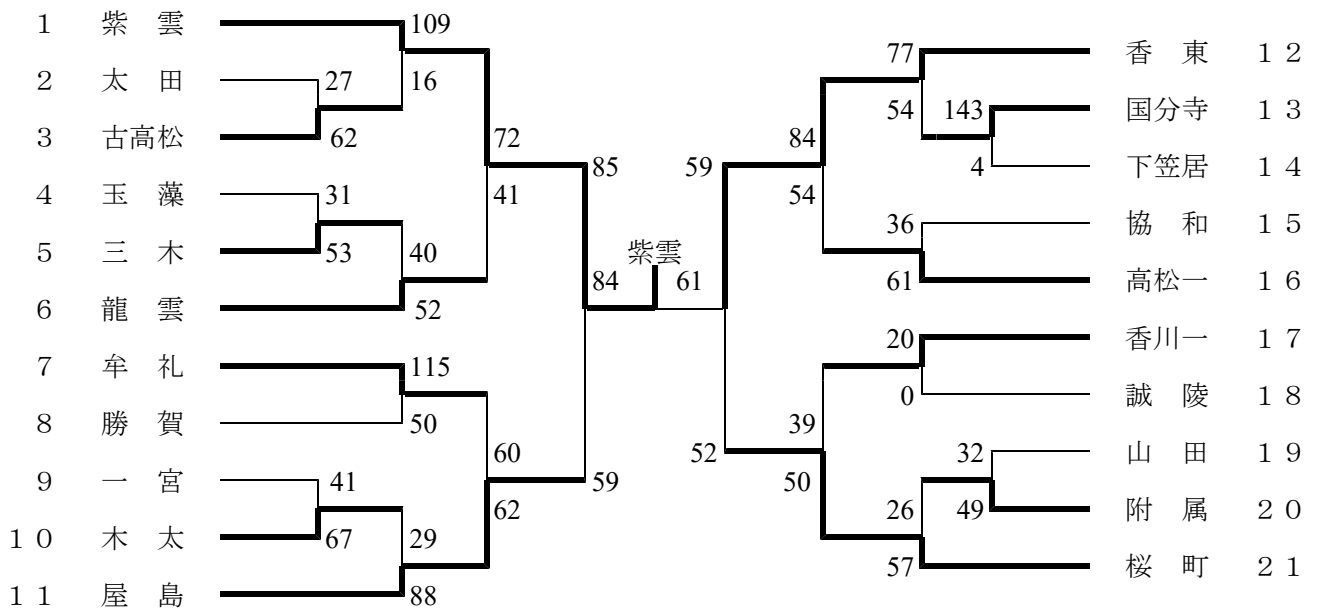 １ 紫 雲 109
77 香 東 １２
２ 太 田 27 16
54 143 国分寺 １３
３ 古高松 62 72
84 4 下笠居 １４
85 59
４ 玉 藻 31 41
54 36 協 和 １５
５ 三 木 53 40
紫雲
84 61
61 高松一 １６
６ 龍 雲 52
20 香川一 １７
７ 牟 礼 115
0 誠 陵 １８
８ 勝 賀 50 60
52 39 32 山 田 １９
９ 一 宮 41 59
62 50 26 49 附 属 ２０
１０ 木 太 67 29
57 桜 町 ２１
１１ 屋 島 88